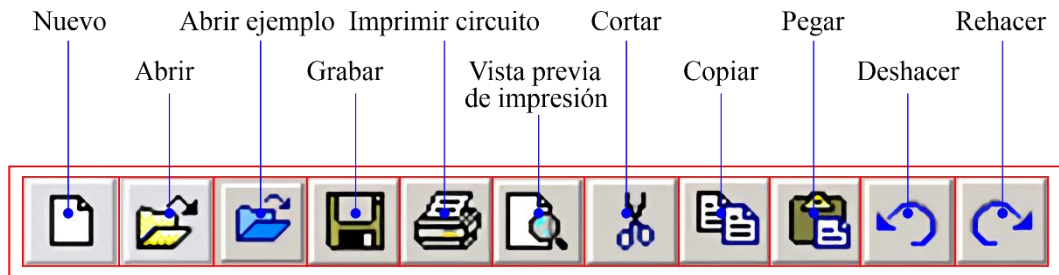 Nuevo
Abrir ejemplo
Imprimir circuito
Cortar
Pegar
Rehacer
Abrir
Grabar
Vista previa
de impresión
Copiar
Deshacer